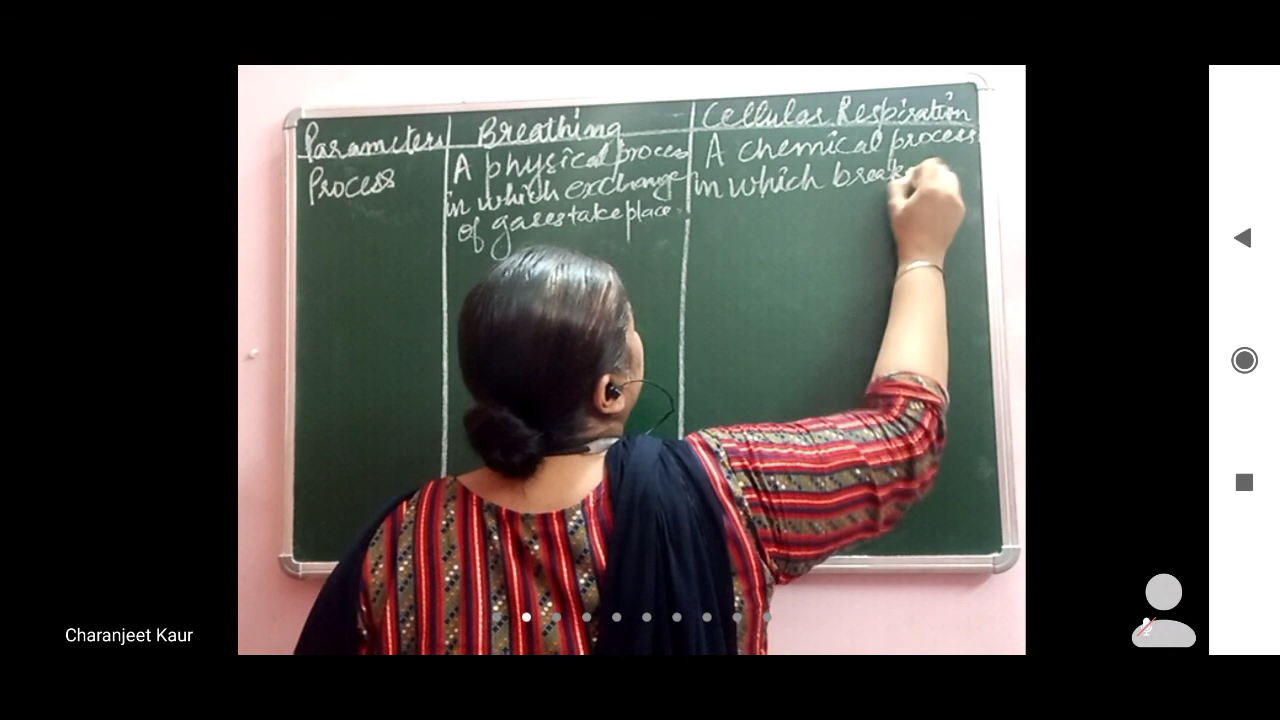 Parameters Breathing Cellular Respiration
Process
A physical process
in which exchange
of gases take place.
A chemical process
in which break
Charanjeet Kaur